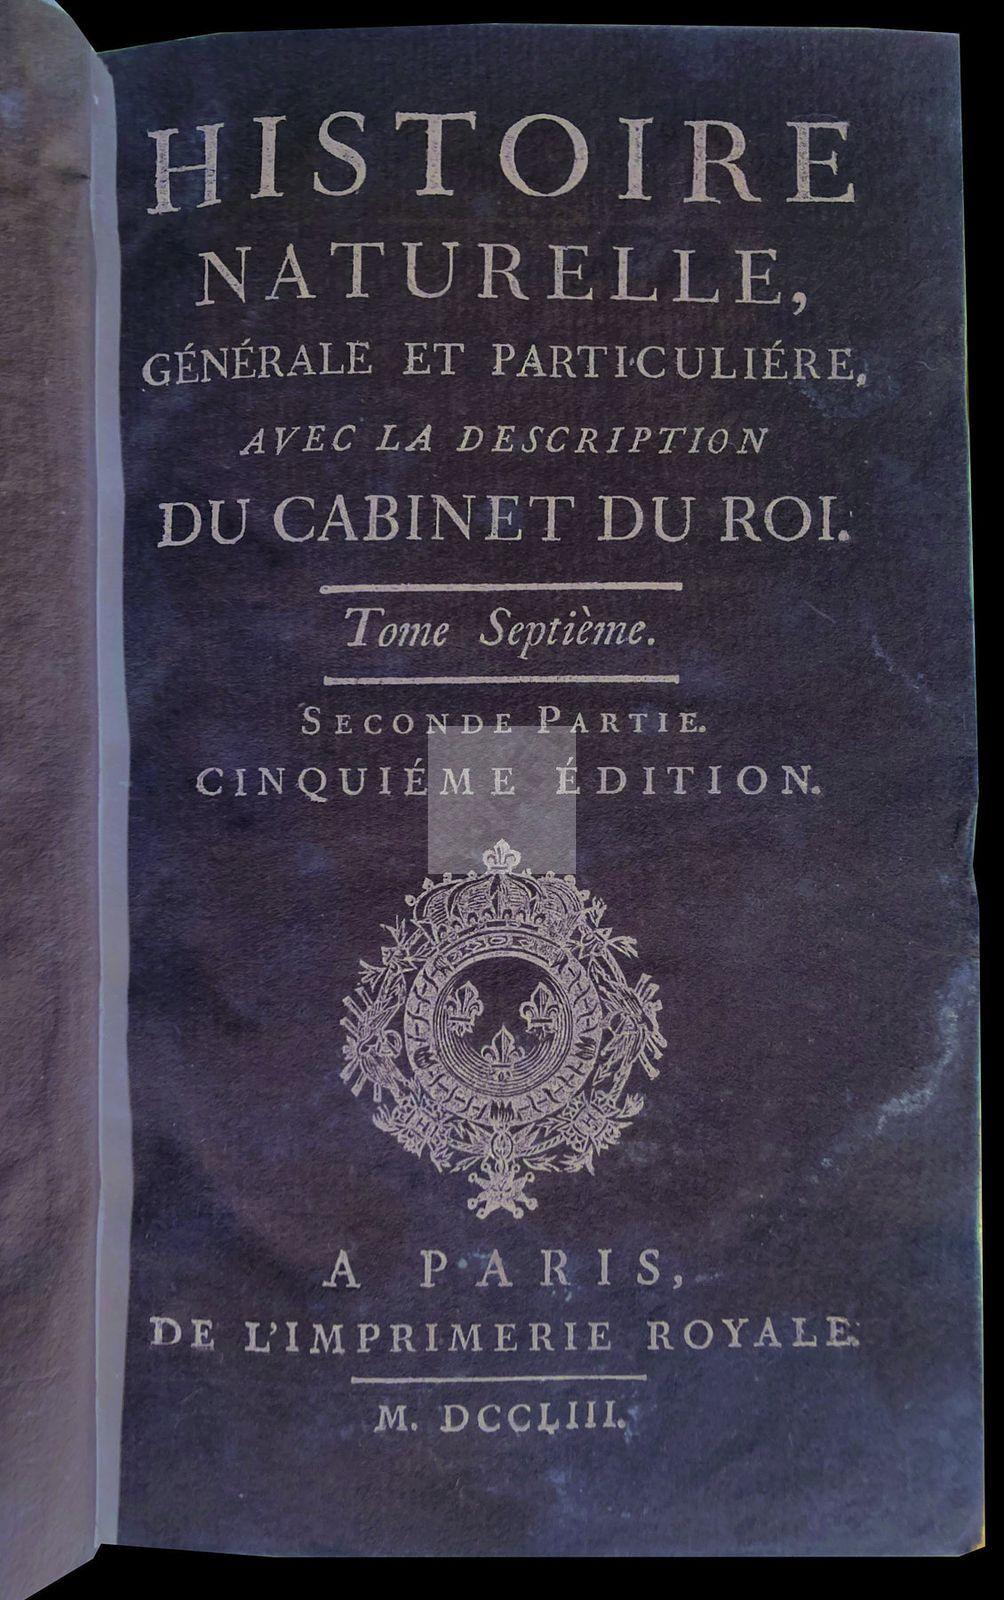 HISTOIRE
NATURELLE,
GÉNÉRALE ET PARTICULIÉRE,
AVEC LA DESCRIPTION
DU CABINET DU ROI.
Tome Septième.
SECONDE PARTIE.
CINQUIÉME ÉDITION.
A PARIS,
DE L'IMPRIMERIE ROYALE.
M. DCCLIII.